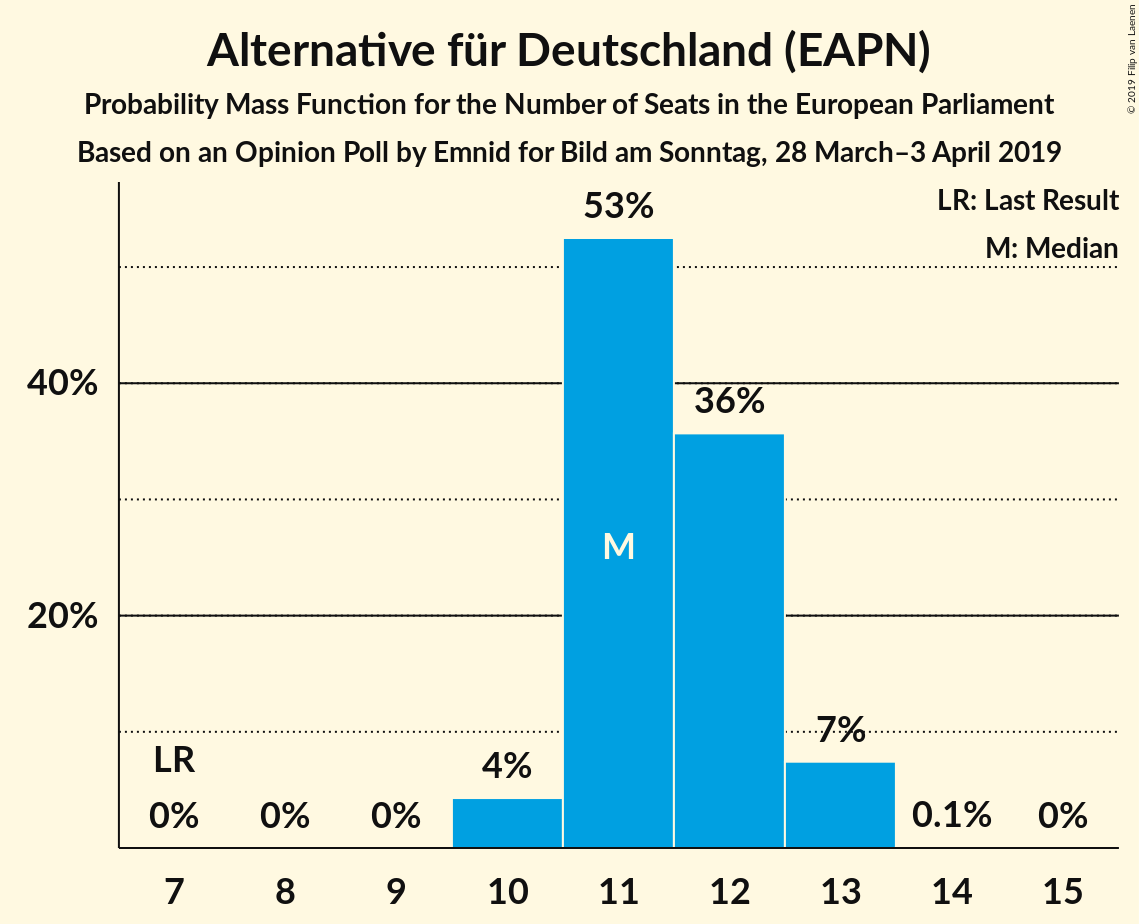 Alternative für Deutschland (EAPN)
Probability Mass Function for the Number of Seats in the European Parliament
Based on an Opinion Poll by Emnid for Bild am Sonntag, 28 March–3 April 2019
© 2019 Filip van Laenen
LR: Last Result
M: Median
53%
40%
36%
M
20%
7%
LR
4%
0% 0% 0% 0.1% 0%
7 8 9 10 11 12 13 14 15